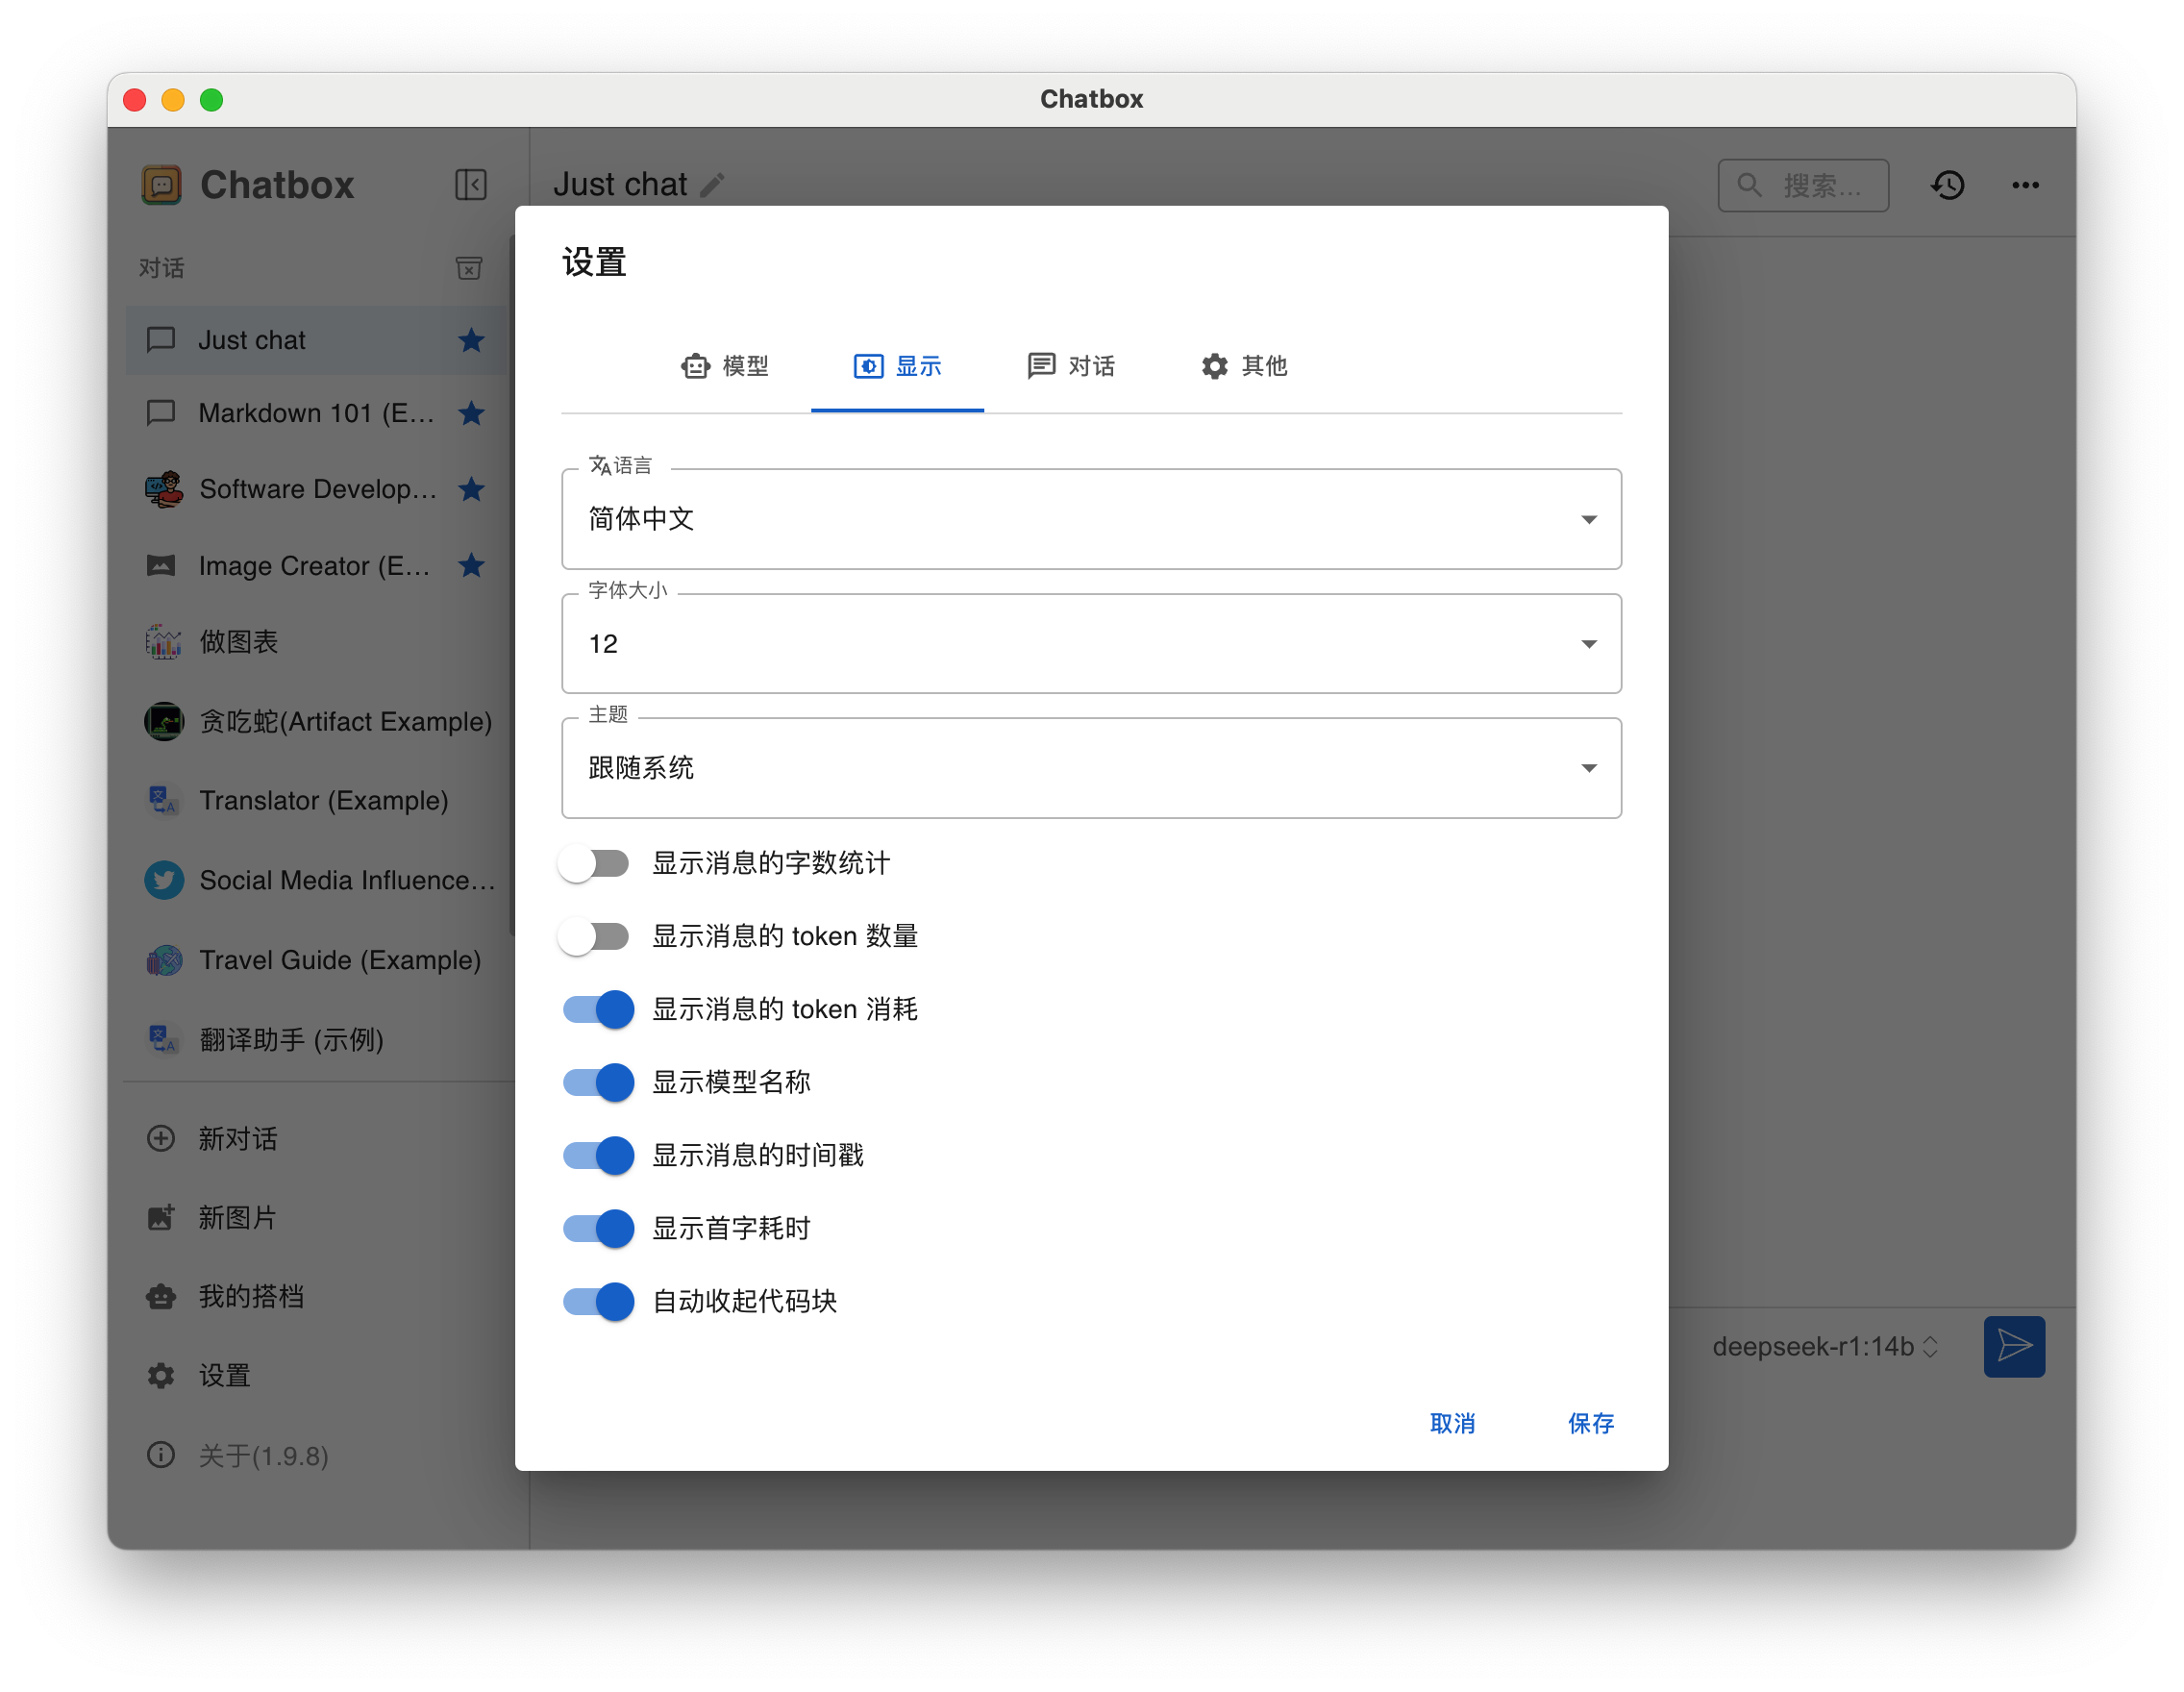 Chatbox
Chatbox
对话
Just chat
Markdown 101 (E...
Software Develop...
Image Creator (E...
做图表
贪吃蛇(Artifact Example)
Translator (Example)
Social Media Influence...
Travel Guide (Example)
翻译助手 (示例)
新对话
新图片
我的搭档
设置
关于(1.9.8)
Just chat
搜索...
设置
模型
显示
对话
其他
语言
简体中文
字体大小
12
主题
跟随系统
显示消息的字数统计
显示消息的 token 数量
显示消息的 token 消耗
显示模型名称
显示消息的时间戳
显示首字耗时
自动收起代码块
取消
保存
deepseek-r1:14b